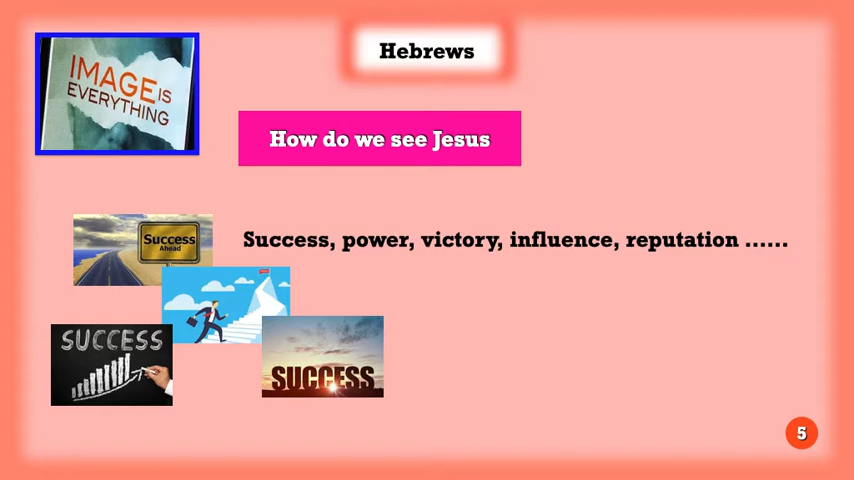 Hebrews
IMAGE IS
EVERYTHING
How do we see Jesus
Success
Ahead
Success, power, victory, influence, reputation ......
SUCCESS
SUCCESS
5